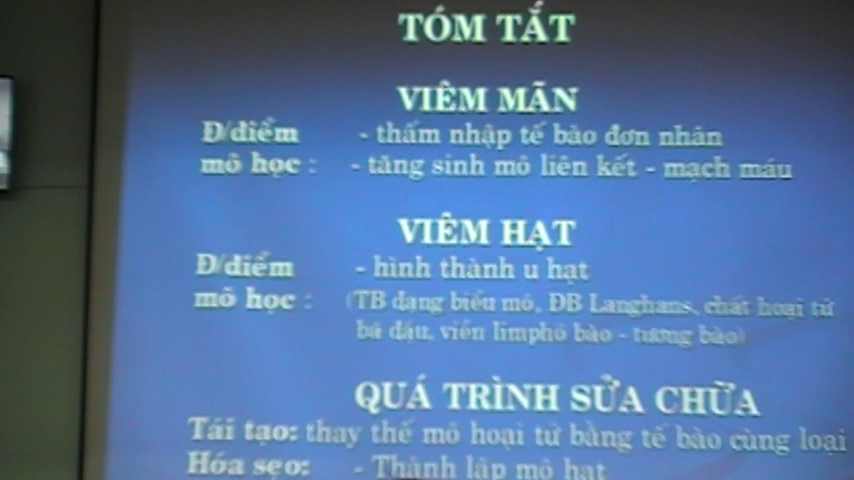 TÓM TẮT
VIÊM MÃN
Đ/điểm - thấm nhập tế bào đơn nhân
mô học : - tăng sinh mô liên kết - mạch máu
VIÊM HẠT
Đ/điểm - hình thành u hạt
mô học : (TB dạng biểu mô, ĐB Langhans, chất hoại tử
bã đậu, viền limphô bào - tương bào)
QUÁ TRÌNH SỬA CHỮA
Tái tạo: thay thế mô hoại tử bằng tế bào cùng loại
Hóa sẹo: - Thành lập mô hạt